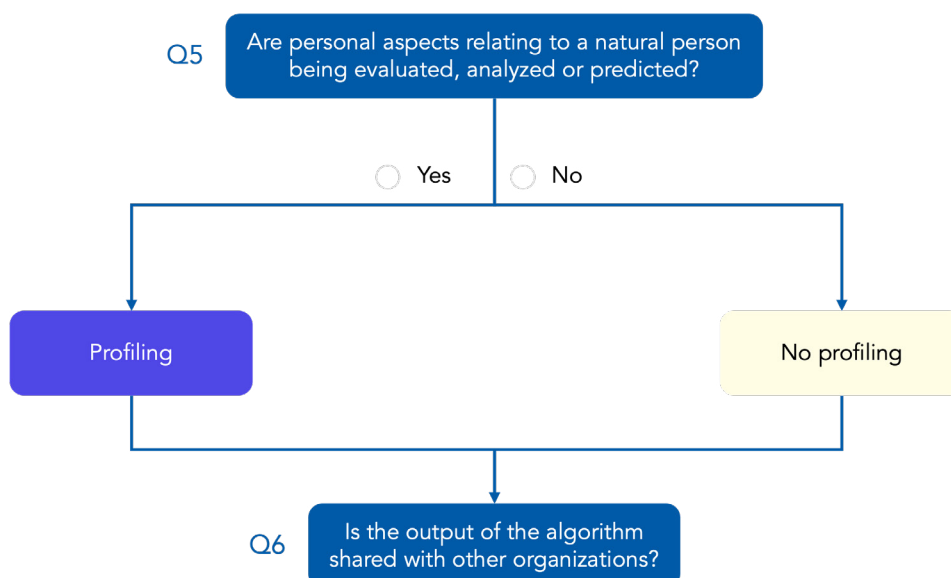 Q5
Are personal aspects relating to a natural person
being evaluated, analyzed or predicted?
Yes
No
Profiling
No profiling
Q6
Is the output of the algorithm
shared with other organizations?